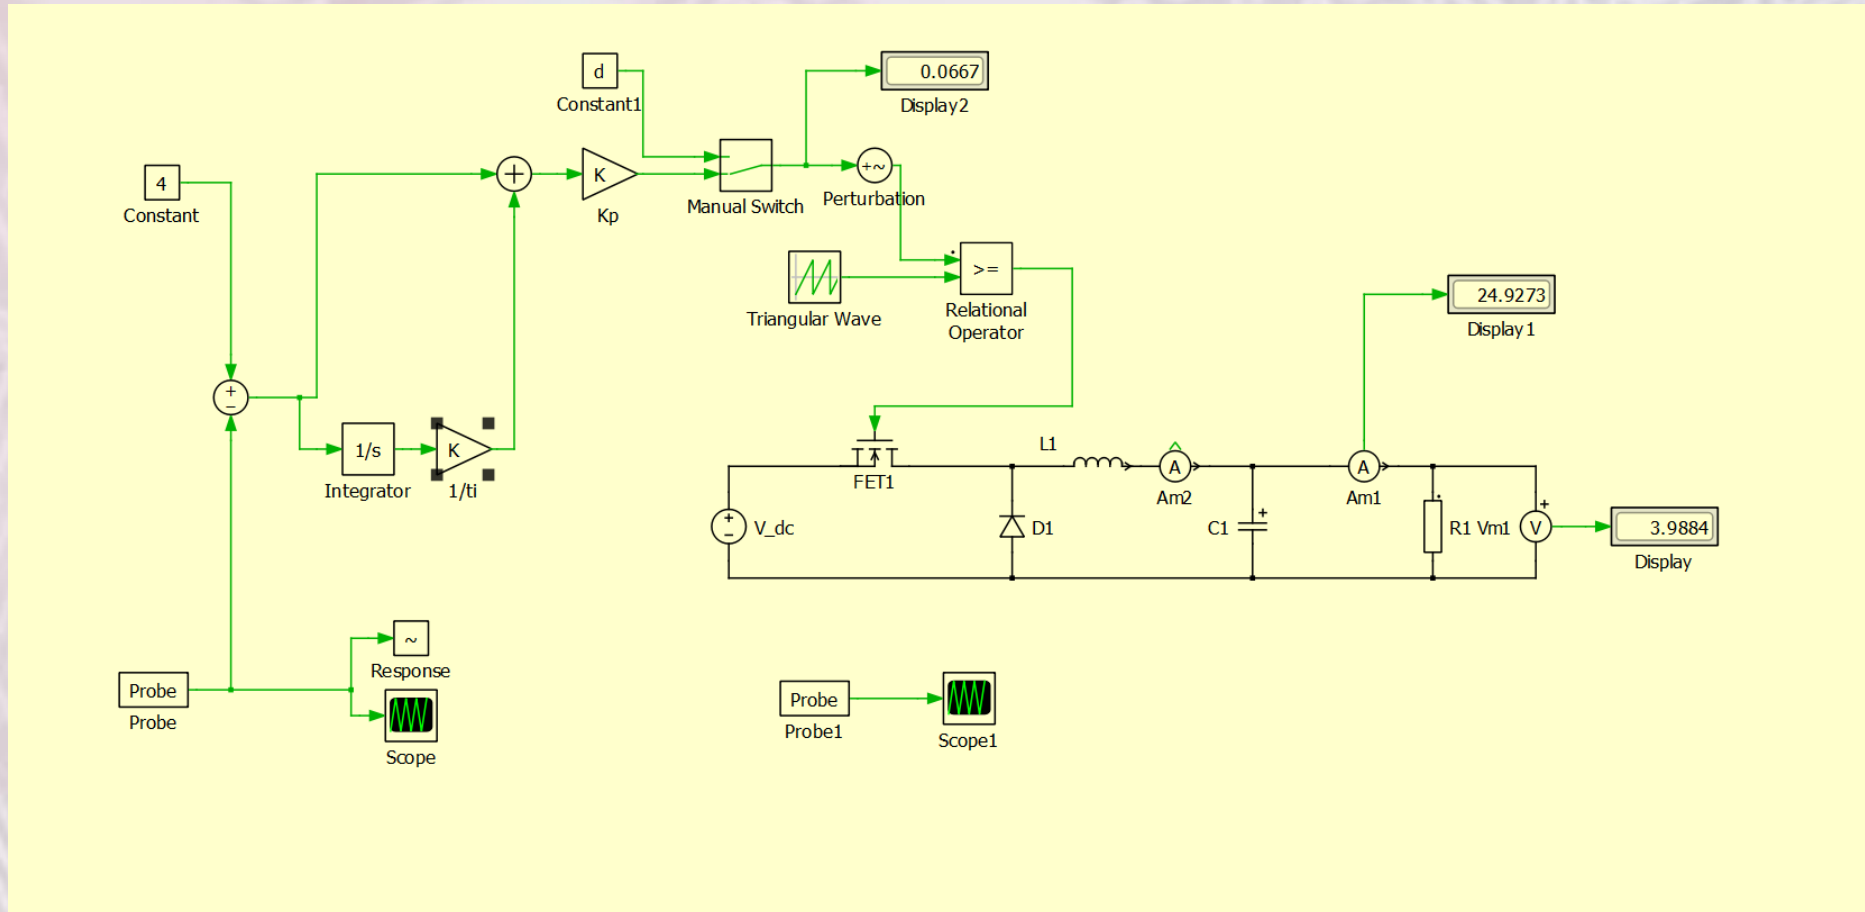 d
Constant1
0.0667
Display2
4
Constant
+
K
Kp
Manual Switch
+~
Perturbation
>=
Relational
Operator
Triangular Wave
24.9273
Display1
+
−
1/s
Integrator
K
1/ti
FET1
L1
A
Am2
A
Am1
+
−
V_dc
D1
C1
+
R1
Vm1
V
+
3.9884
Display
~
Response
Probe
Probe
Scope
Probe
Probe1
Scope1